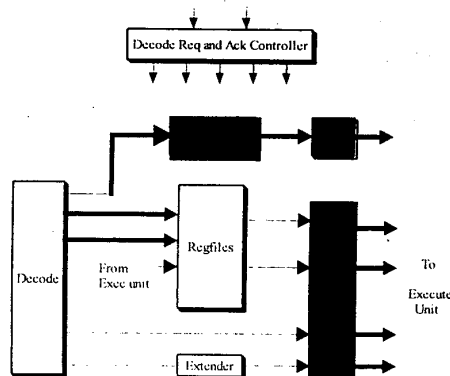 Decode Req and Ack Controller
Decode
From
Exec unit
Regfiles
Extender
To
Execute
Unit